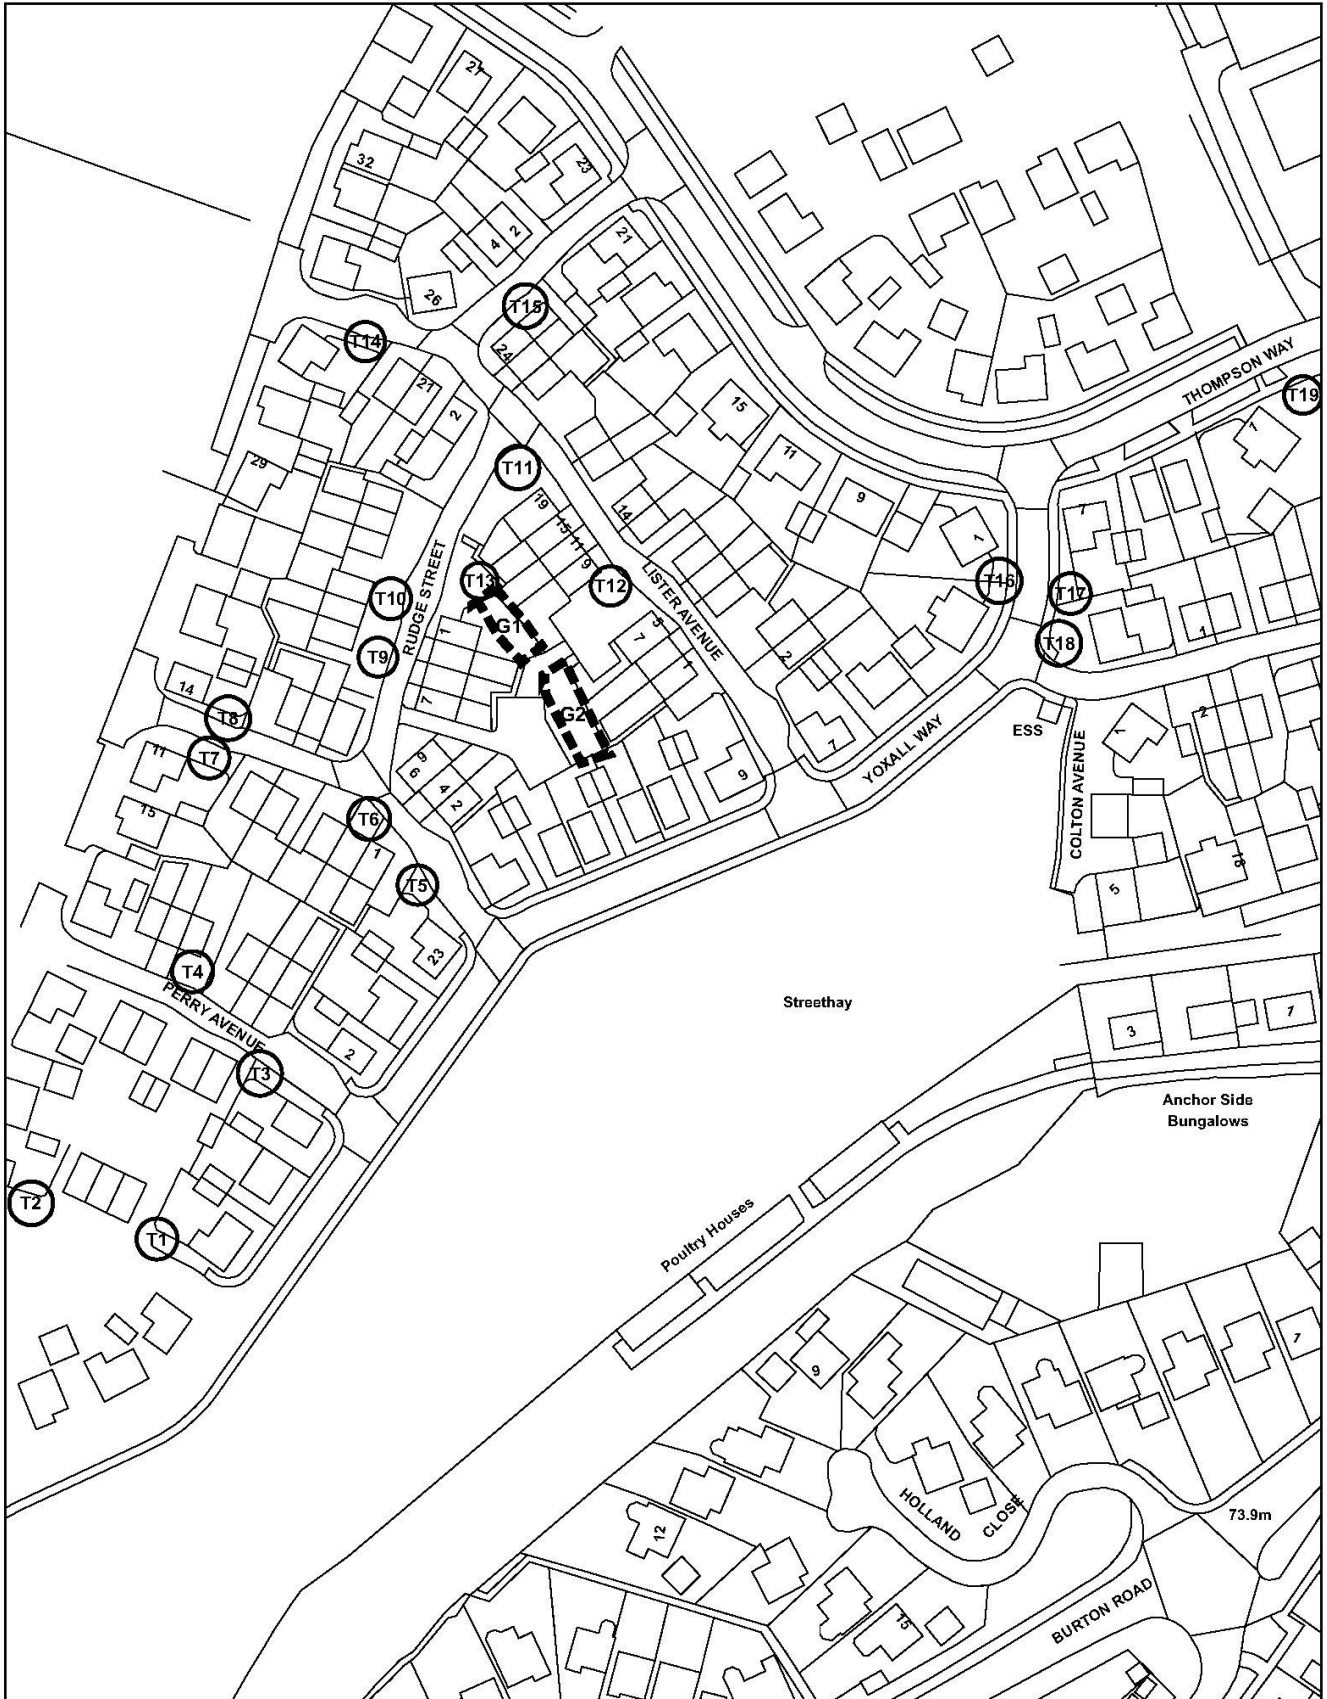 27
32
23
4
2
21
26
T15
T14
24
21
2
THOMPSON WAY
T19
1
15
11
29
T11
9
19
15
11
9
14
7
1
RUDGE STREET
T13
T12
LISTER AVENUE
T16
T17
T10
G1
1
5
7
1
T18
1
T9
2
14
T8
7
G2
2
ESS
1
T7
11
9
6
4
2
9
7
YOXALL WAY
COLTON AVENUE
15
T6
1
T5
18
5
23
T4
PERRY AVENUE
Streethay
3
1
2
T3
Anchor Side
Bungalows
T2
T1
Poultry Houses
9
7
HOLLAND
CLOSE
73.9m
12
15
BURTON ROAD